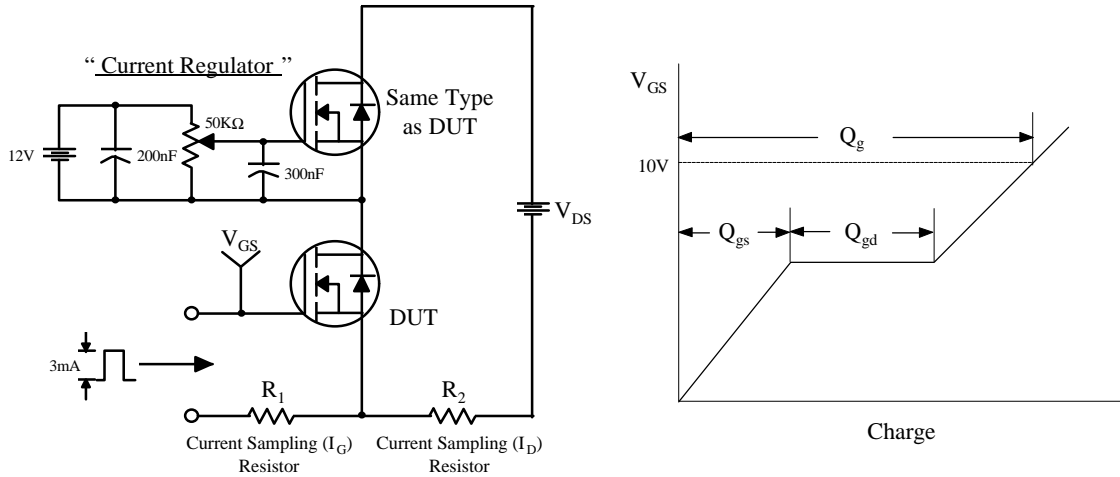 “ Current Regulator ”
50KΩ
12V
200nF
300nF
Same Type
as DUT
V_DS
V_GS
DUT
3mA
R_1
R_2
Current Sampling (I_G)
Resistor
Current Sampling (I_D)
Resistor
V_GS
Q_g
10V
Q_gs
Q_gd
Charge